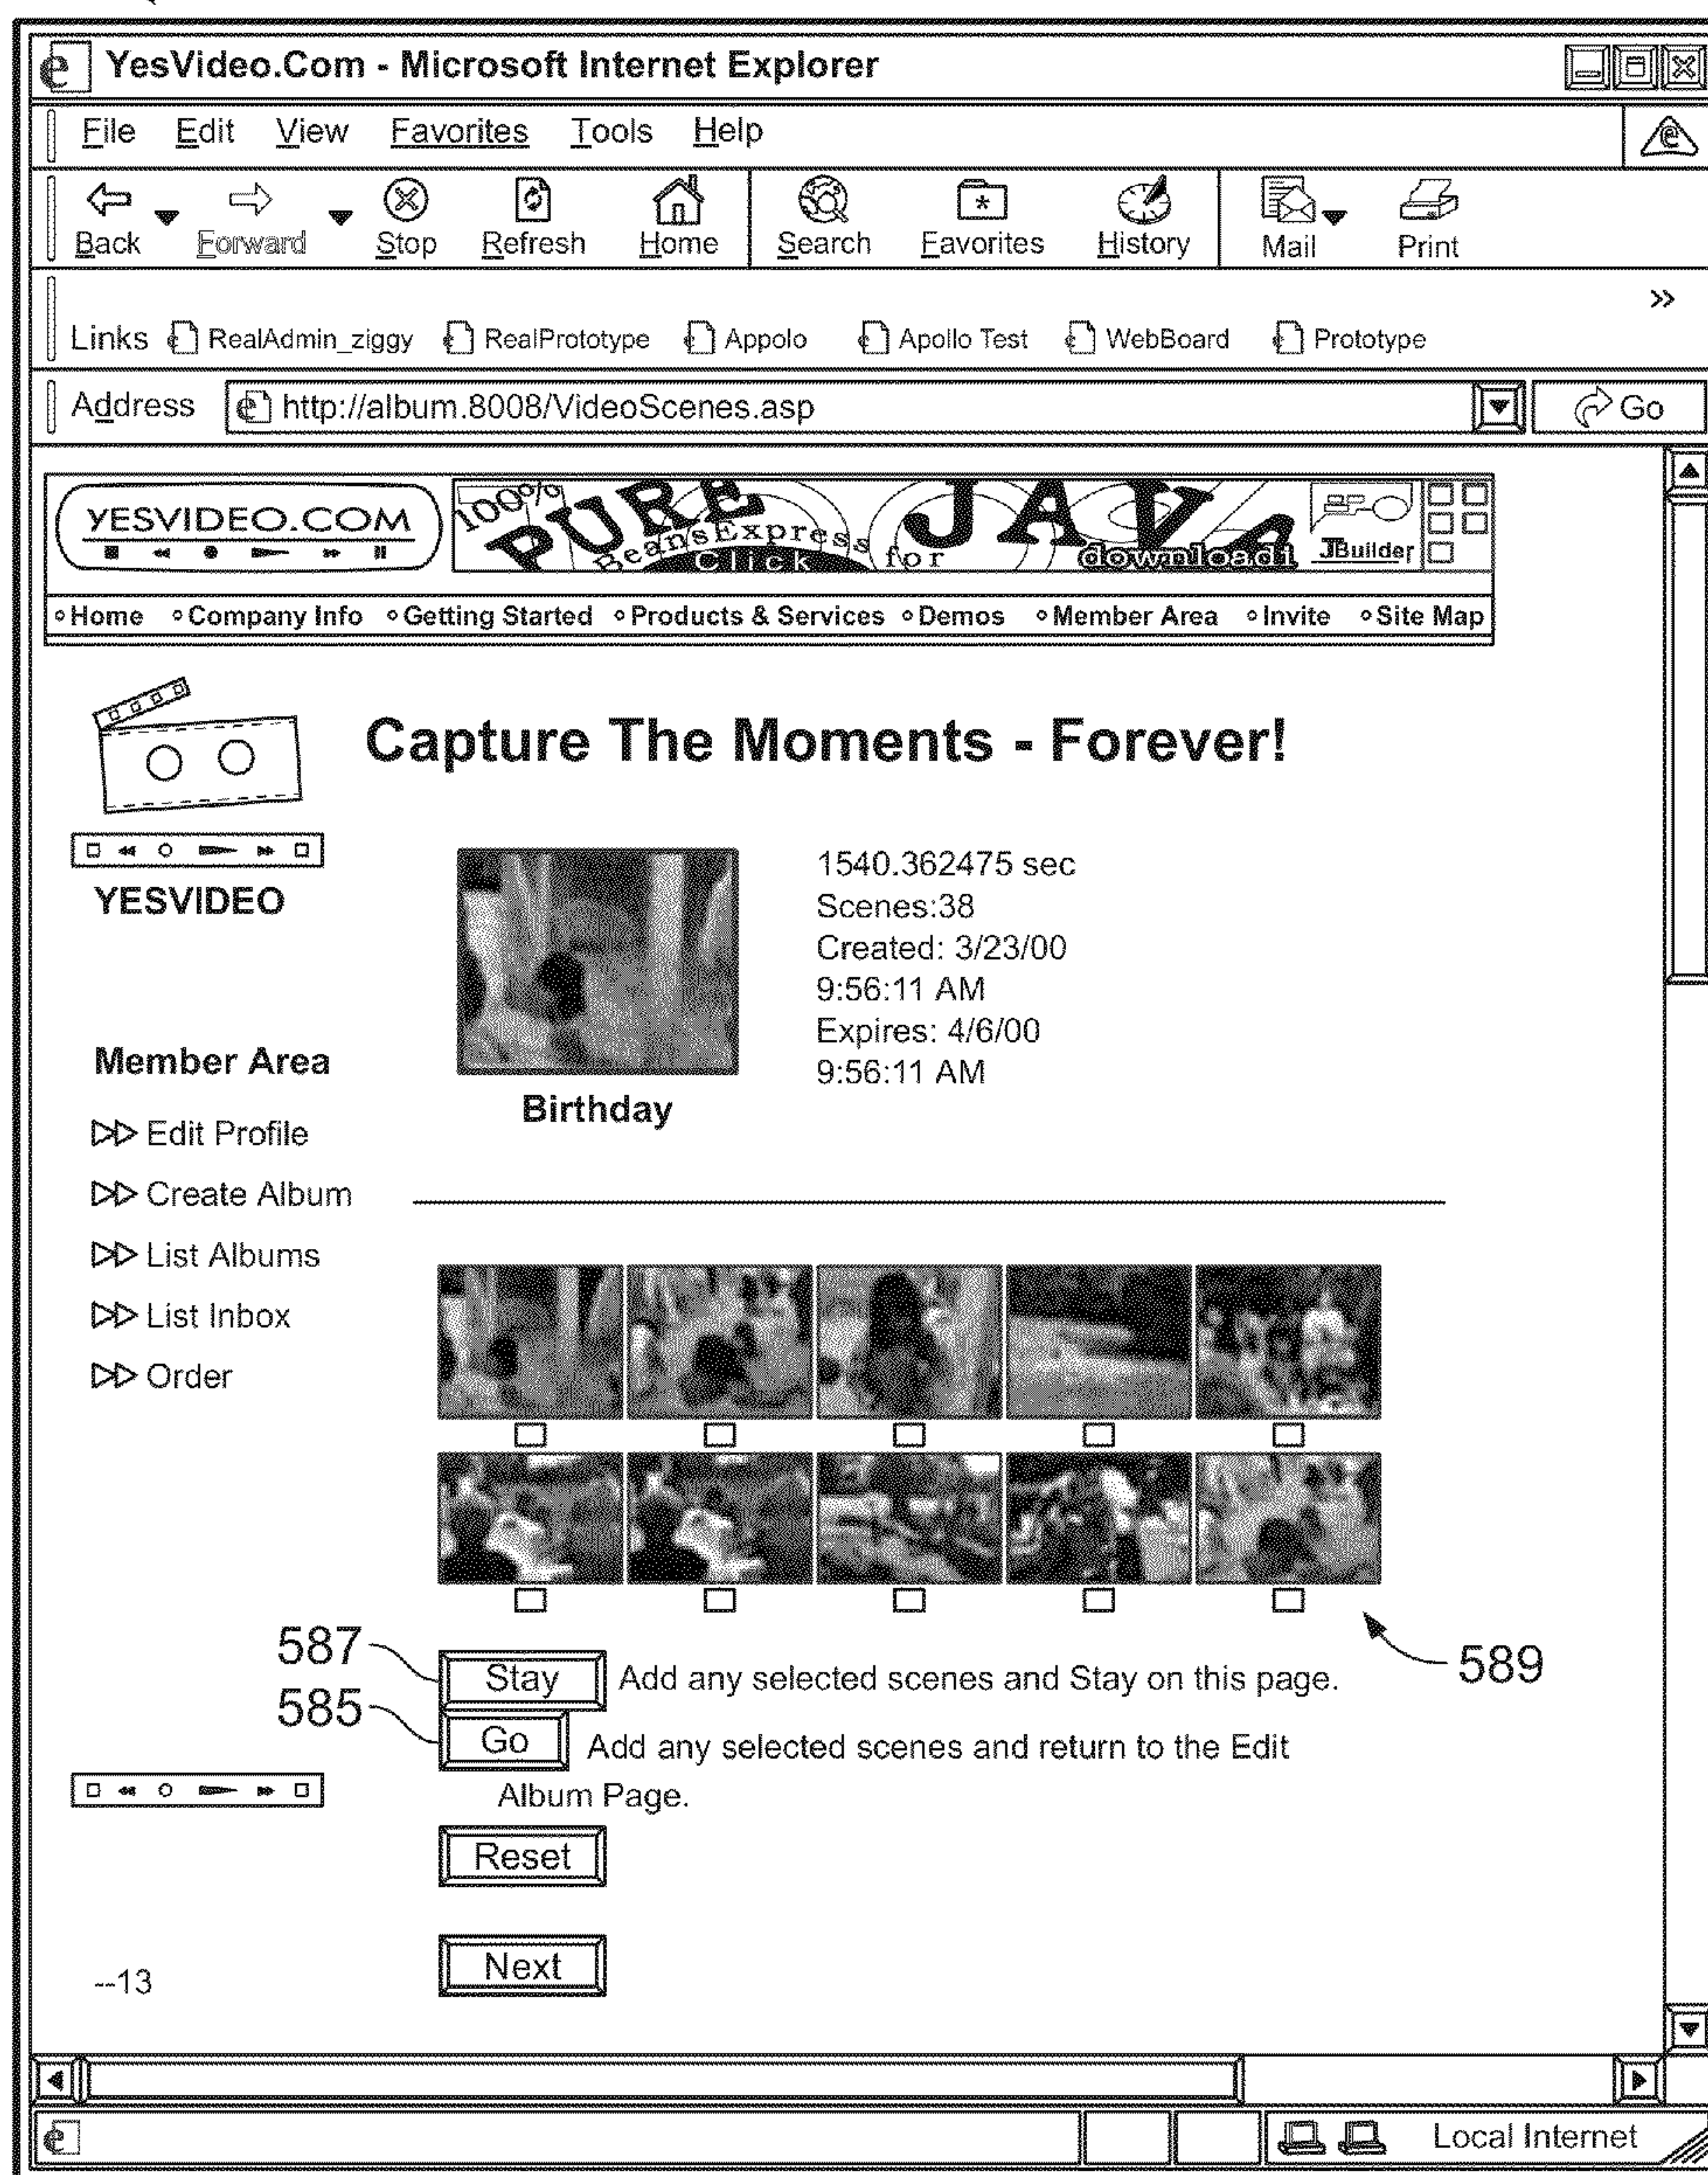 YesVideo.Com - Microsoft Internet Explorer
File Edit View Favorites Tools Help
Back Forward Stop Refresh Home Search Favorites History Mail Print
»
Links RealAdmin_ziggy RealPrototype Appolo Apollo Test WebBoard Prototype
Address http://album.8008/VideoScenes.asp Go
YESVIDEO.COM 100% PURE JAVA
BeansExpress for
Click downloadi JBuilder
Home Company Info Getting Started Products & Services Demos Member Area Invite Site Map
Capture The Moments - Forever!
YESVIDEO
1540.362475 sec
Scenes:38
Created: 3/23/00
9:56:11 AM
Expires: 4/6/00
9:56:11 AM
Birthday
Member Area
Edit Profile
Create Album
List Albums
List Inbox
Order
587 Stay Add any selected scenes and Stay on this page. 589
585 Go Add any selected scenes and return to the Edit
Album Page.
Reset
Next
--13
Local Internet